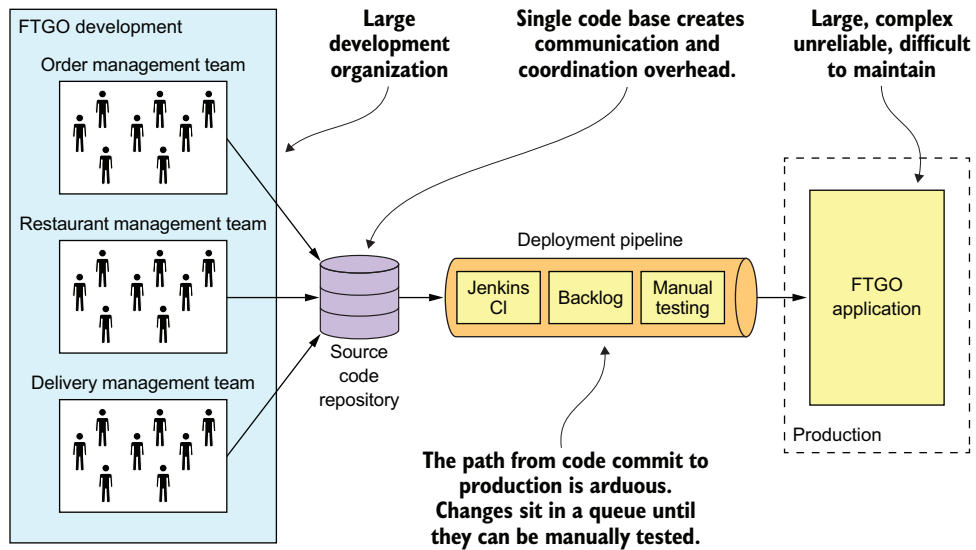 FTGO development
Order management team
Restaurant management team
Delivery management team
Large
development
organization
Single code base creates
communication and
coordination overhead.
Large, complex
unreliable, difficult
to maintain
Source
code
repository
Deployment pipeline
Jenkins
CI
Backlog
Manual
testing
The path from code commit to
production is arduous.
Changes sit in a queue until
they can be manually tested.
FTGO
application
Production